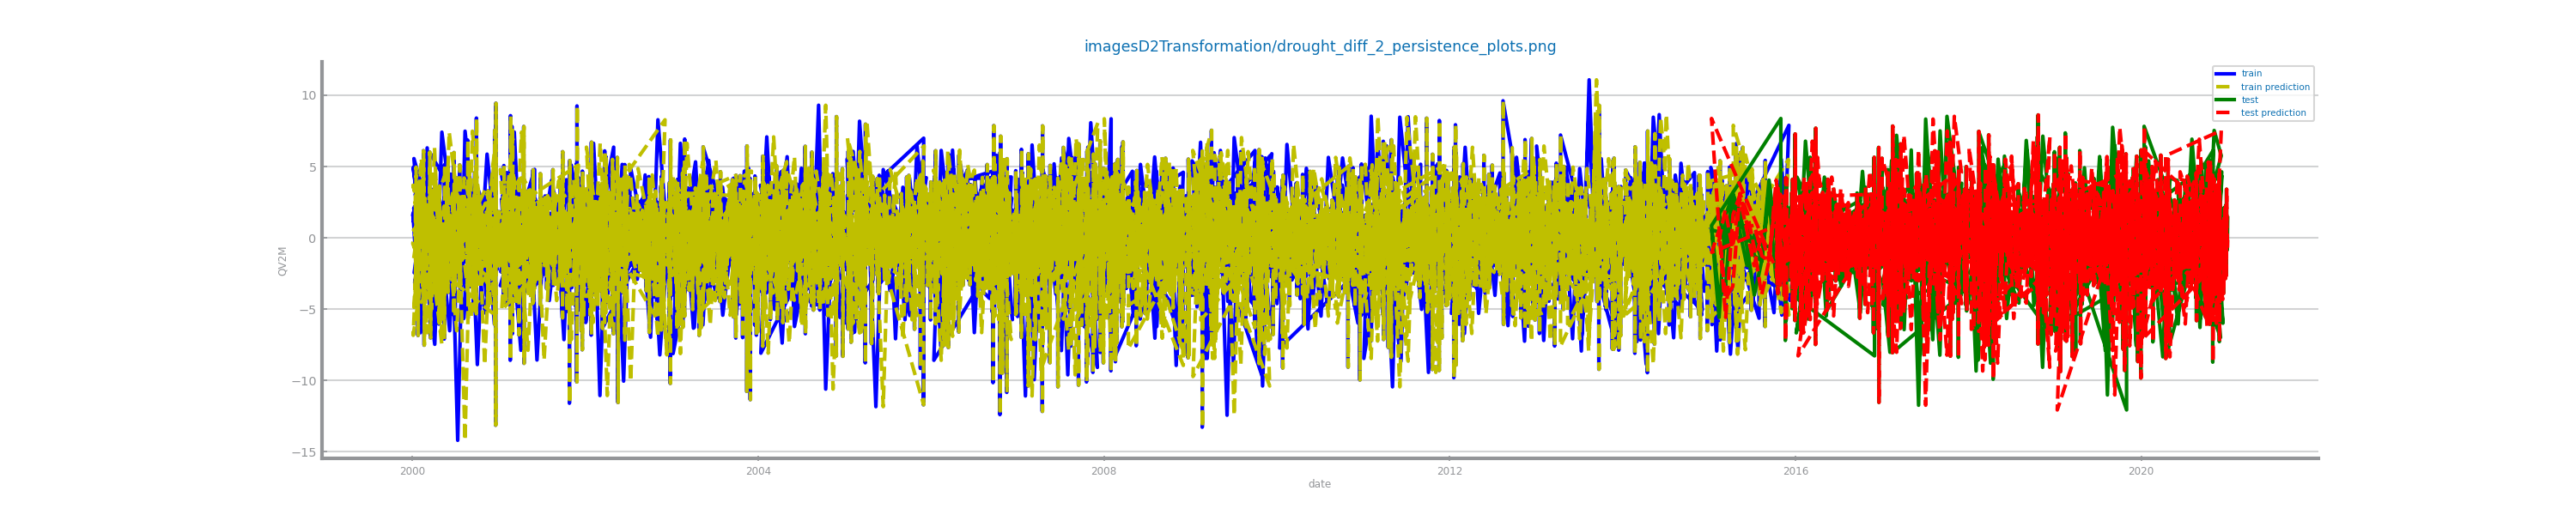 imagesD2Transformation/drought_diff_2_persistence_plots.png
train
train prediction
test
test prediction
10
5
0
−5
−10
−15
QV2M
2000
2004
2008
2012
2016
2020
date